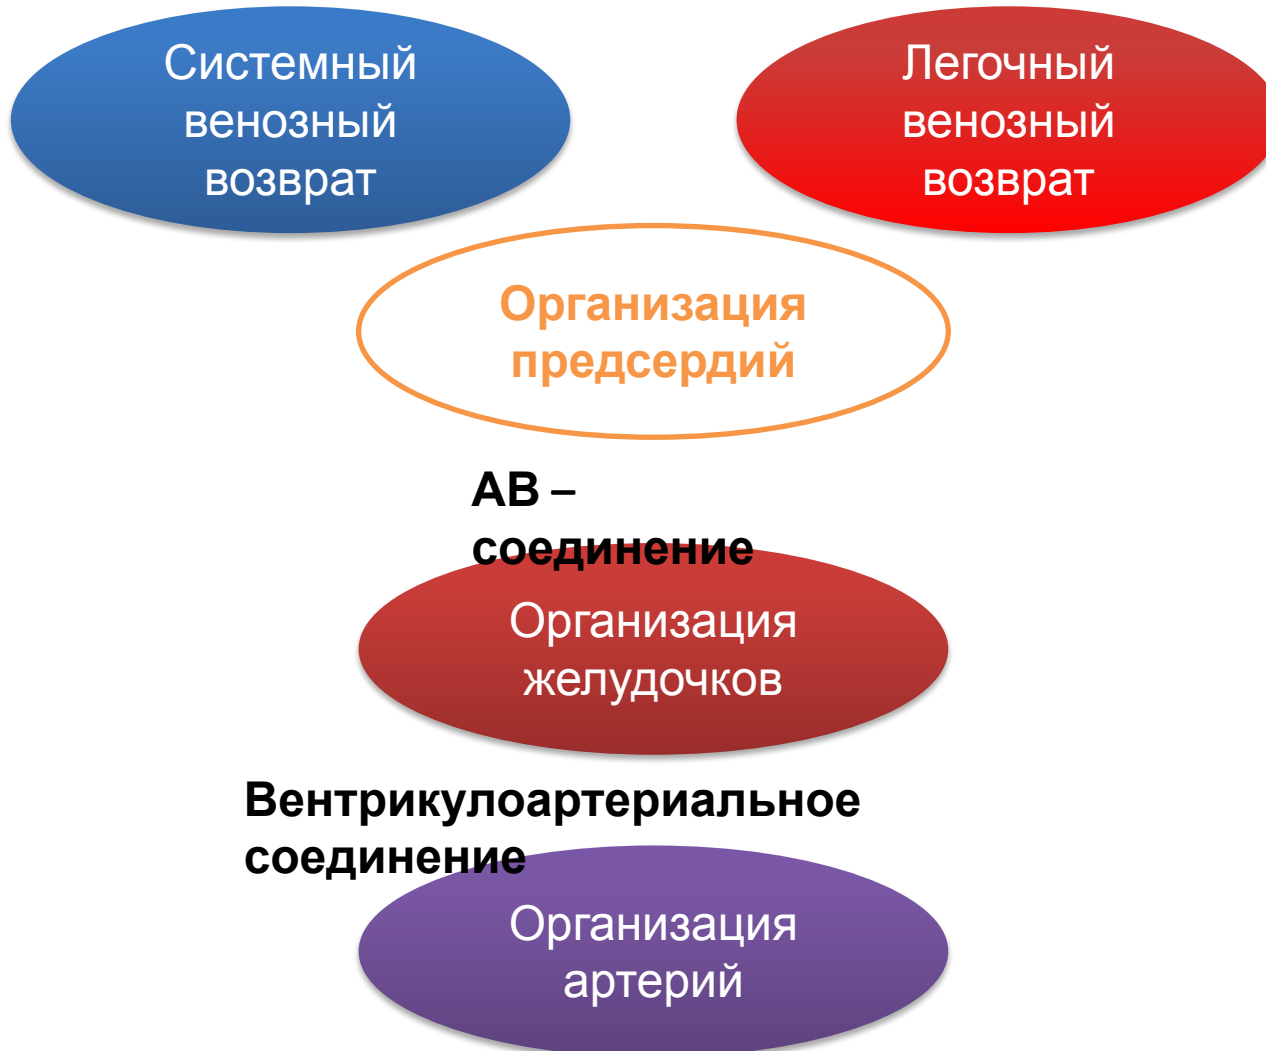 Системный
венозный
возврат
Легочный
венозный
возврат
Организация
предсердий
АВ –
соединение
Организация
желудочков
Вентрикулоартериальное
соединение
Организация
артерий